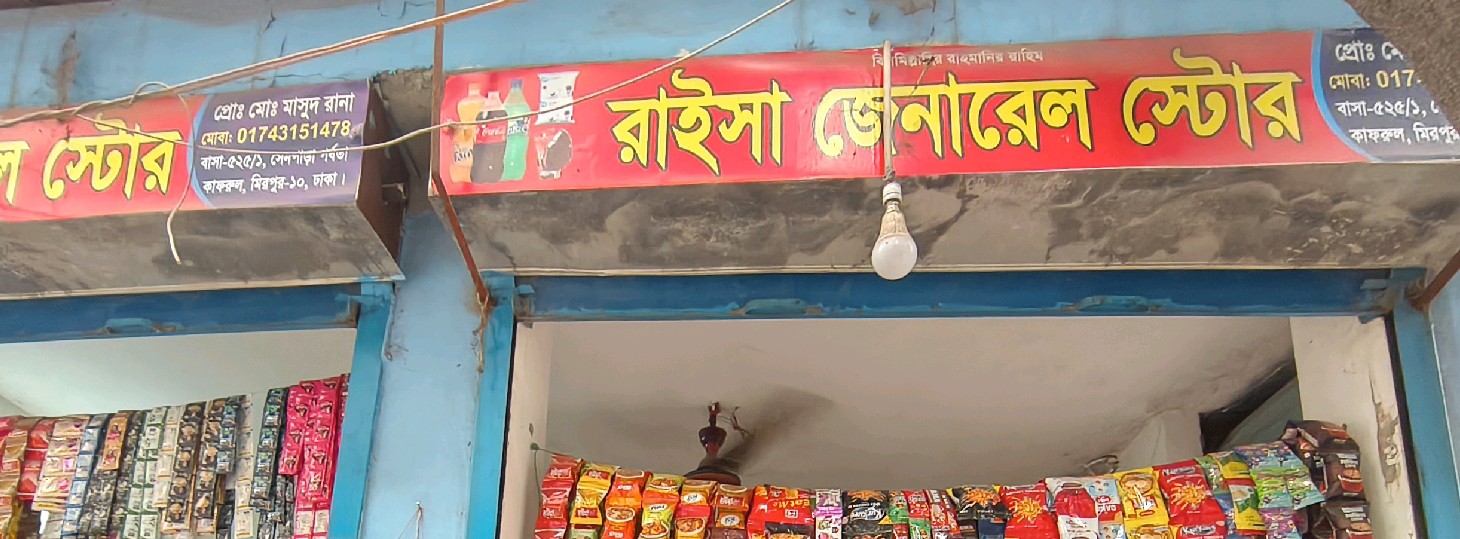 ল স্টোর
প্রোঃ মোঃ মাসুদ রানা
মোবা: 01743151478
বাসা-৫২৫/১, সেনপাড়া পর্বতা
কাফরুল, মিরপুর-১০, ঢাকা।
বিসমিল্লাহির রাহমানির রাহিম
রাইসা জেনারেল স্টোর
প্রোঃ মো
মোবা: 017
বাসা-৫২৫/১,
কাফরুল, মিরপু